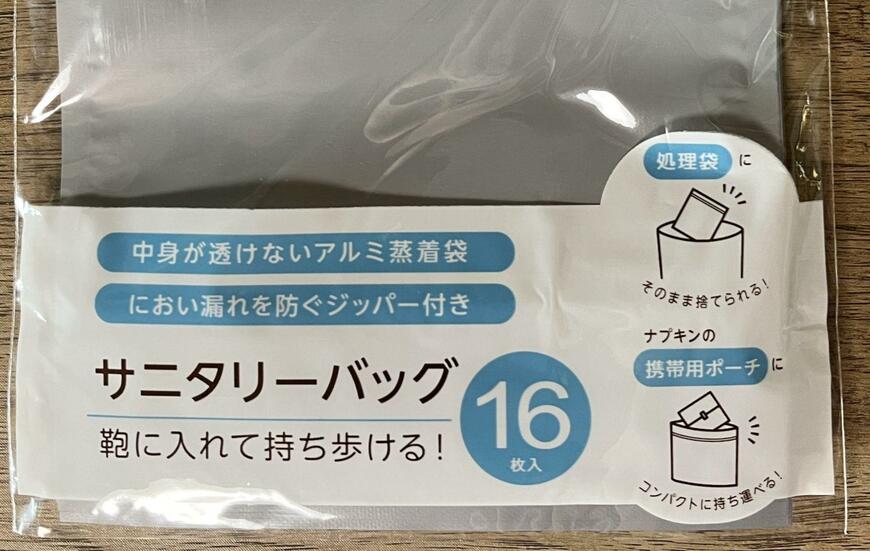 中身が透けないアルミ蒸着袋
におい漏れを防ぐジッパー付き
サニタリーバッグ
鞄に入れて持ち歩ける!
16
枚入
処理袋に
そのまま捨てられる!
ナプキンの
携帯用ポーチに
コンパクトに持ち運べる!